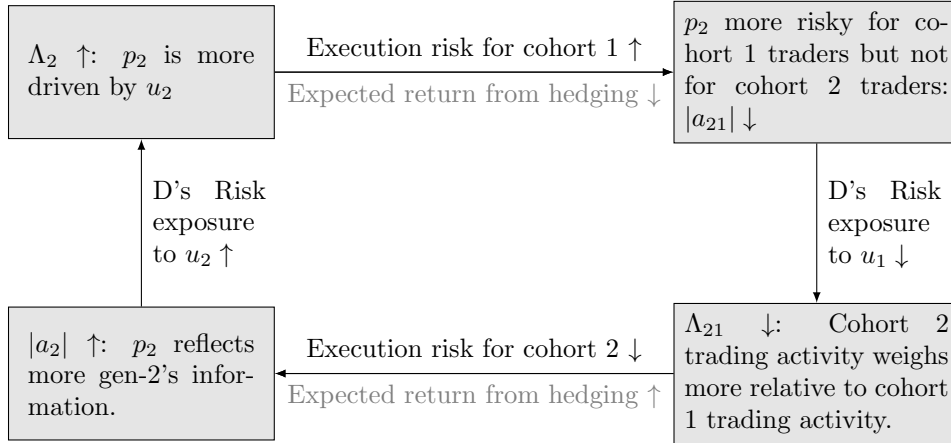 Λ₂ ↑: p₂ is more
driven by u₂
Execution risk for cohort 1 ↑
Expected return from hedging ↓
p₂ more risky for co-
hort 1 traders but not
for cohort 2 traders:
|a₂₁| ↓
D's Risk
exposure
to u₂ ↑
D's Risk
exposure
to u₁ ↓
|a₂| ↑: p₂ reflects
more gen-2's infor-
mation.
Execution risk for cohort 2 ↓
Expected return from hedging ↑
Λ₂₁ ↓: Cohort 2
trading activity weighs
more relative to cohort
1 trading activity.